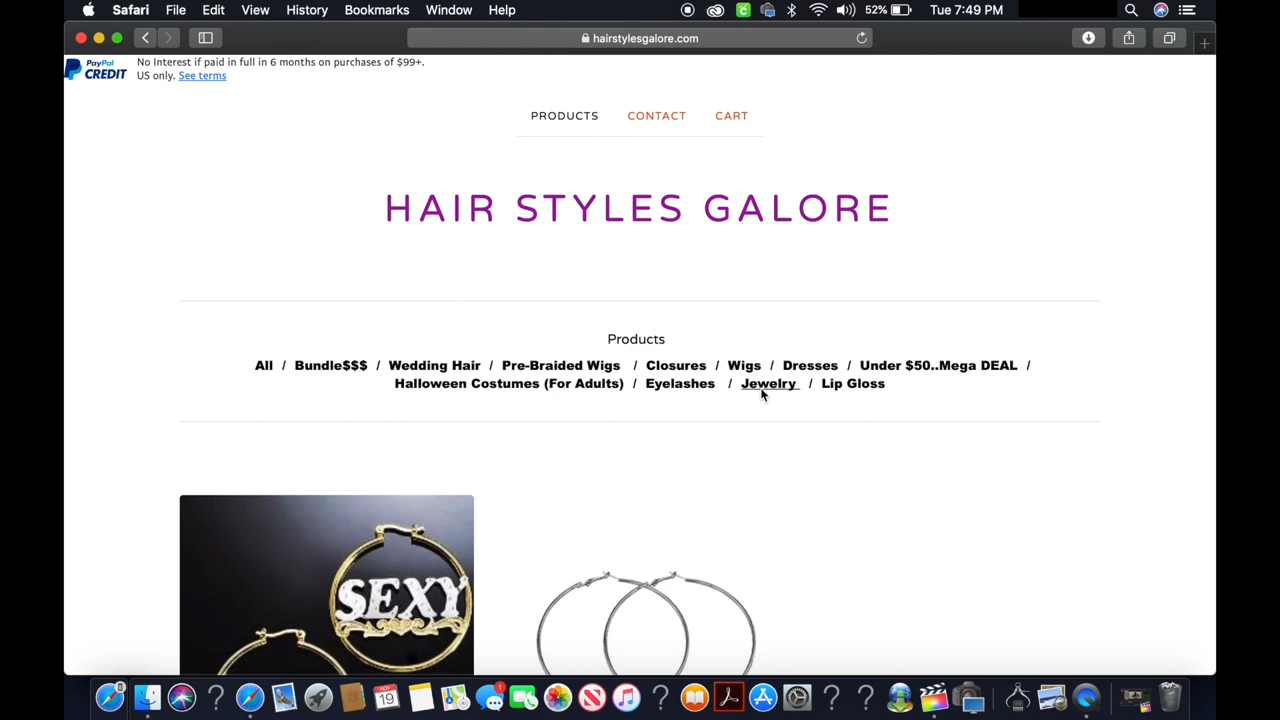 Safari File Edit View History Bookmarks Window Help 52% Tue 7:49 PM
hairstylesgalore.com
PayPal CREDIT No Interest if paid in full in 6 months on purchases of $99+.
US only. See terms
PRODUCTS CONTACT CART
HAIR STYLES GALORE
Products
All / Bundle$$$ / Wedding Hair / Pre-Braided Wigs / Closures / Wigs / Dresses / Under $50..Mega DEAL /
Halloween Costumes (For Adults) / Eyelashes / Jewelry / Lip Gloss
SEXY
NOV
19
1